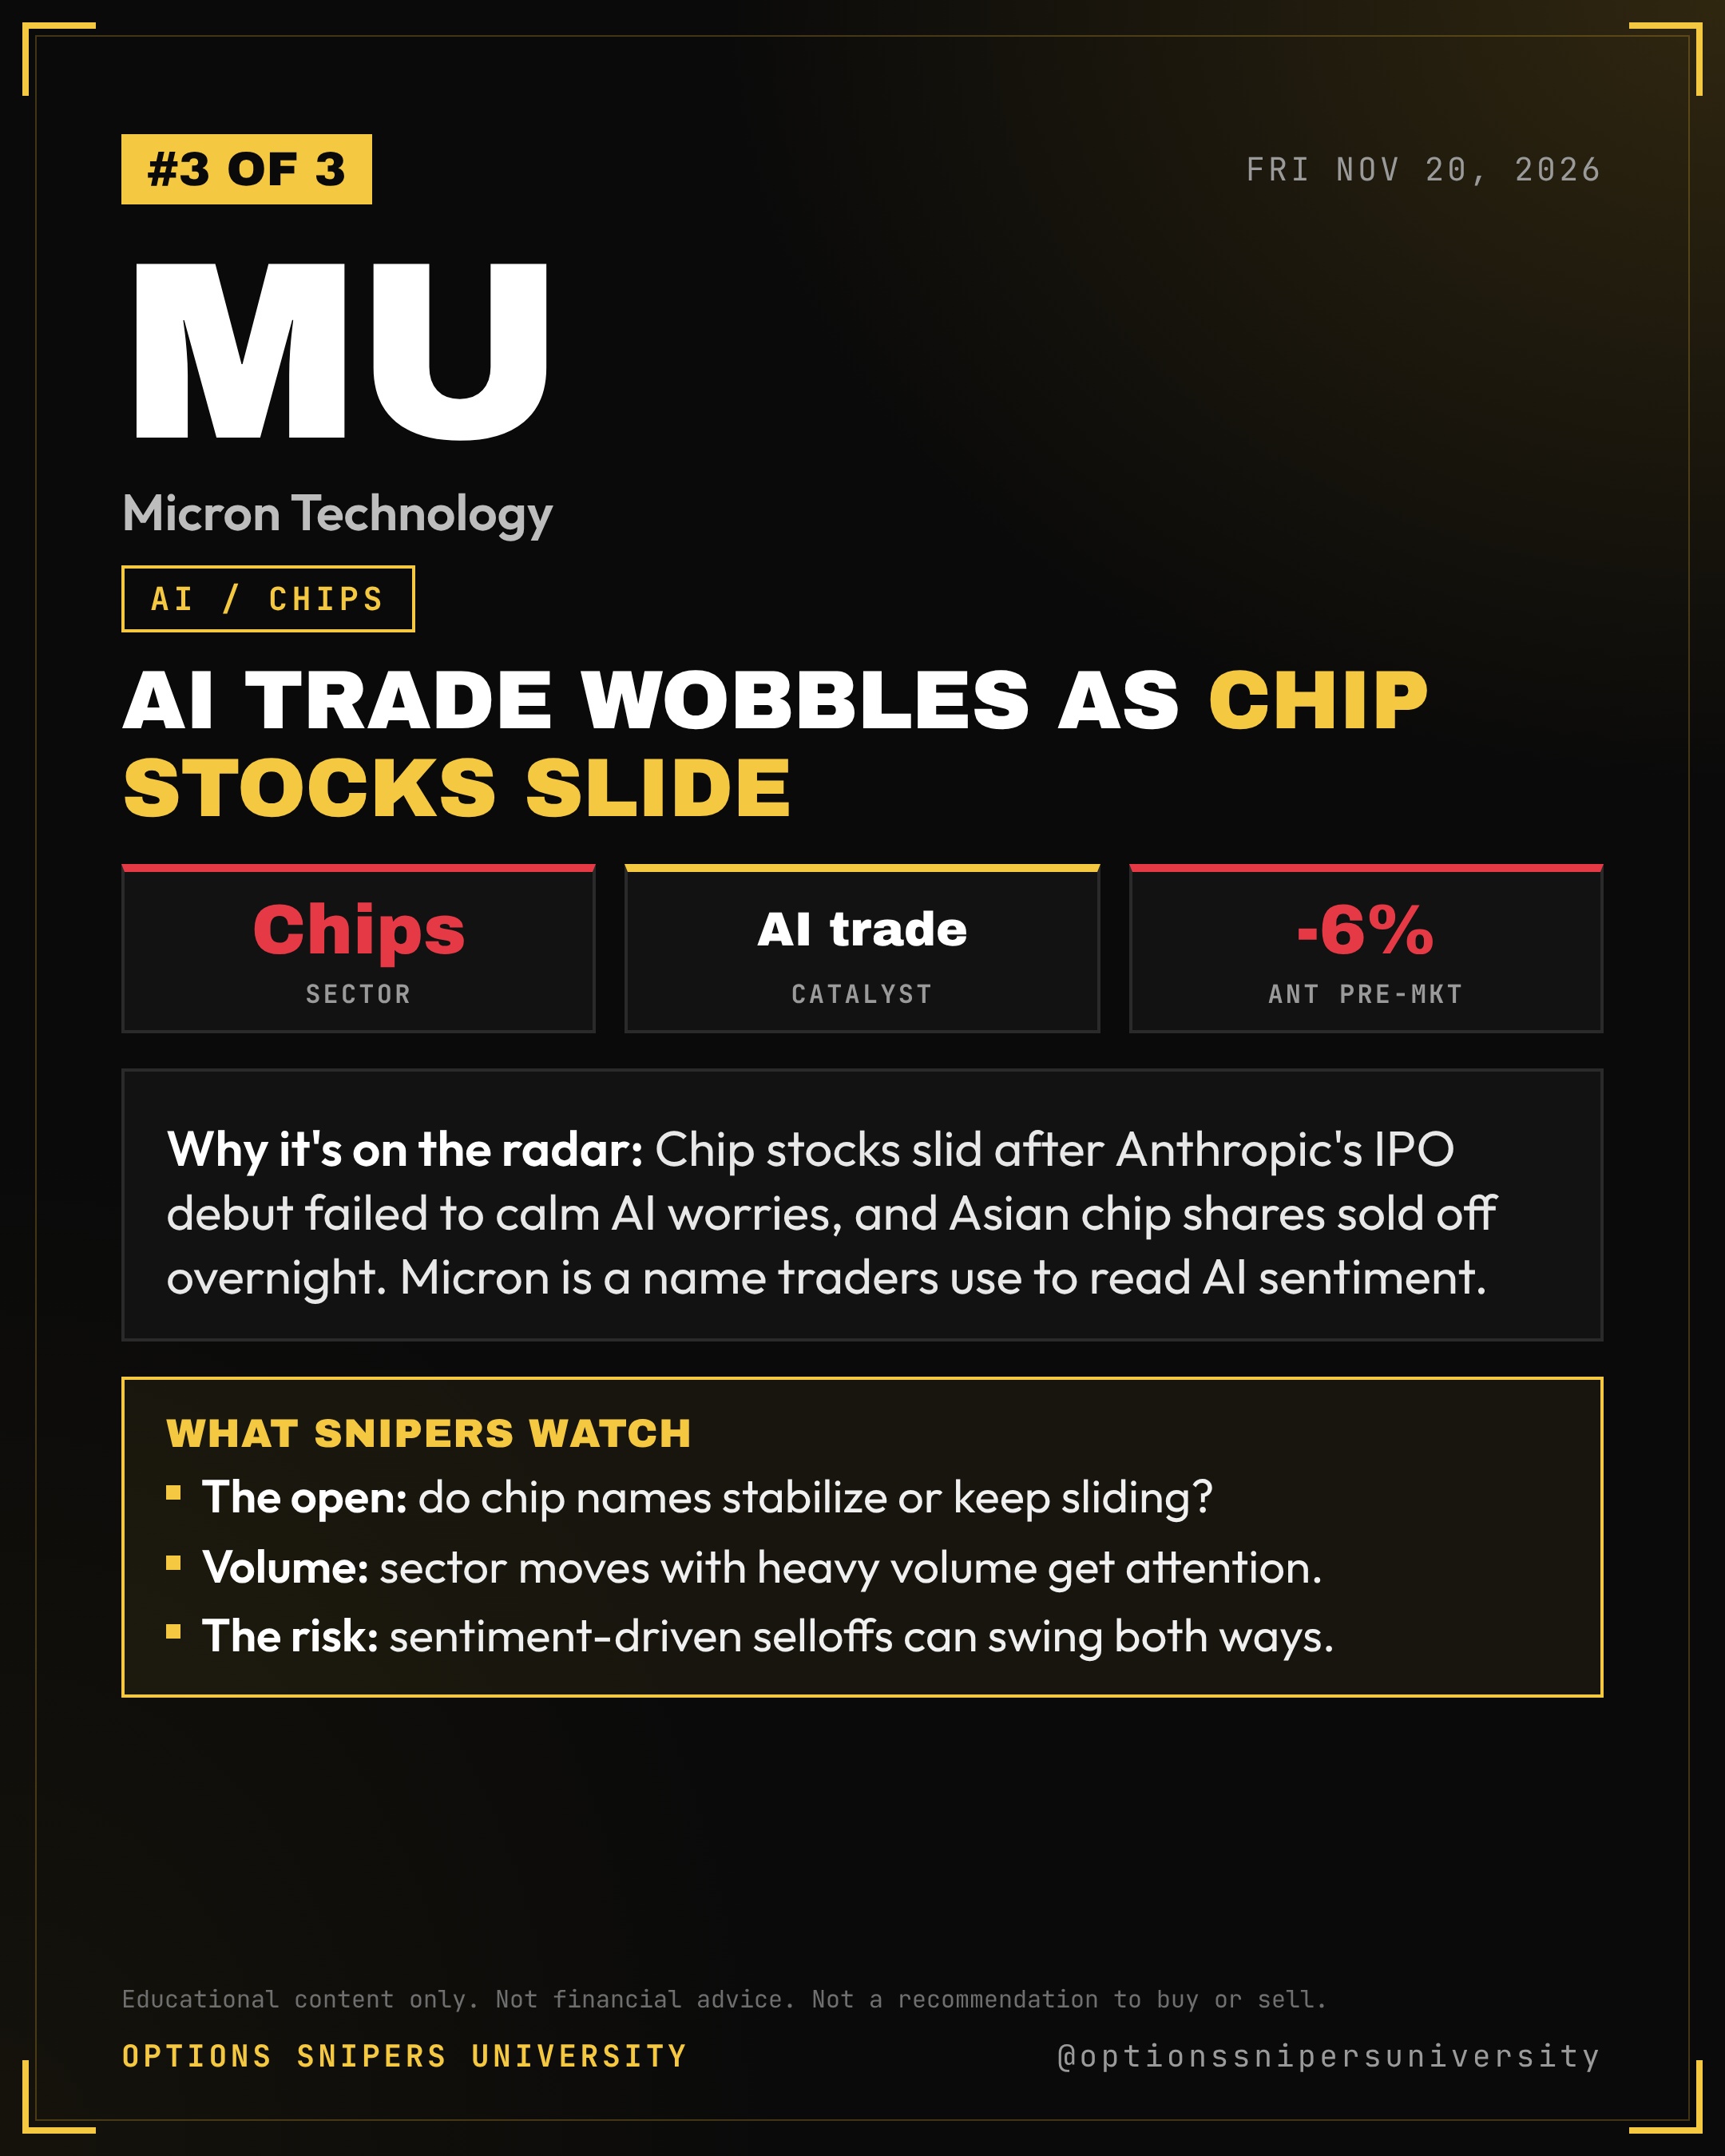 #3 OF 3
FRI NOV 20, 2026
MU
Micron Technology
AI / CHIPS
AI TRADE WOBBLES AS CHIP
STOCKS SLIDE
Chips
SECTOR
AI trade
CATALYST
-6%
ANT PRE-MKT
Why it's on the radar: Chip stocks slid after Anthropic's IPO
debut failed to calm AI worries, and Asian chip shares sold off
overnight. Micron is a name traders use to read AI sentiment.
WHAT SNIPERS WATCH
The open: do chip names stabilize or keep sliding?
Volume: sector moves with heavy volume get attention.
The risk: sentiment-driven selloffs can swing both ways.
Educational content only. Not financial advice. Not a recommendation to buy or sell.
OPTIONS SNIPERS UNIVERSITY
@optionssnipersuniversity